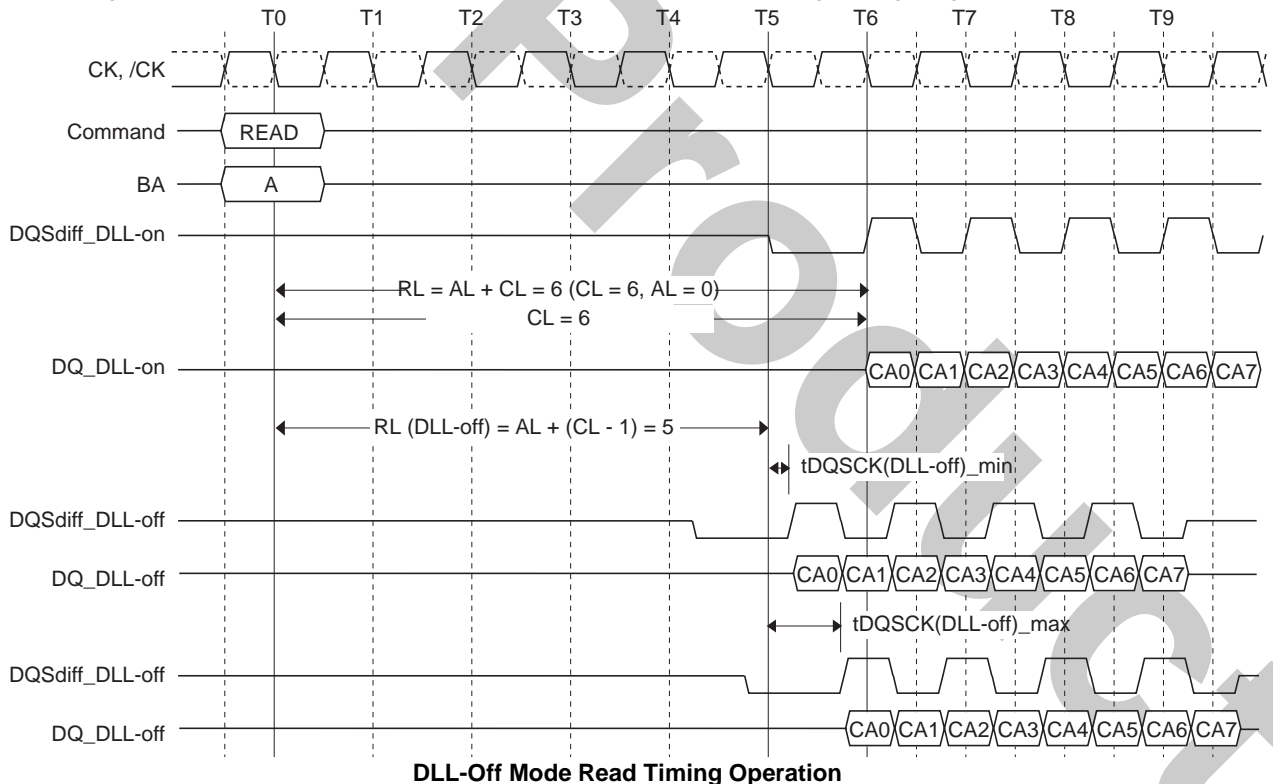 T0 T1 T2 T3 T4 T5 T6 T7 T8 T9
CK, /CK
Command READ
BA A
DQSdiff_DLL-on
RL = AL + CL = 6 (CL = 6, AL = 0)
CL = 6
DQ_DLL-on CA0 CA1 CA2 CA3 CA4 CA5 CA6 CA7
RL (DLL-off) = AL + (CL - 1) = 5
tDQSCK(DLL-off)_min
DQSdiff_DLL-off
DQ_DLL-off CA0 CA1 CA2 CA3 CA4 CA5 CA6 CA7
tDQSCK(DLL-off)_max
DQSdiff_DLL-off
DQ_DLL-off CA0 CA1 CA2 CA3 CA4 CA5 CA6 CA7
DLL-Off Mode Read Timing Operation
Product